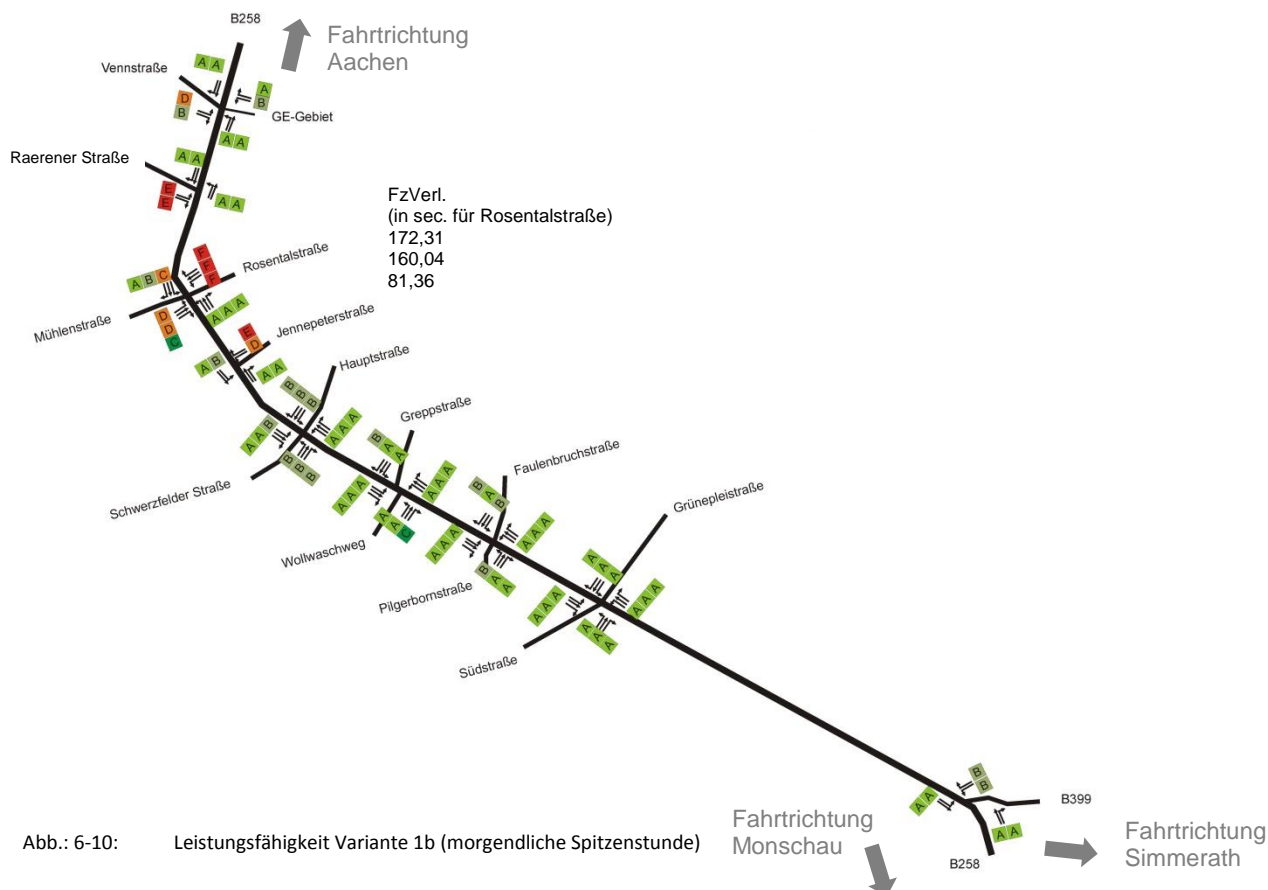 B258
Fahrtrichtung
Aachen
Vennstraße
A A
A
B
D
B
GE-Gebiet
A A
Raerener Straße
A A
E
E
A A
FzVerl.
(in sec. für Rosentalstraße)
172,31
160,04
81,36
Rosentalstraße
F
F
F
A B C
Mühlenstraße
A A A
D
D
C
Jennepeterstraße
E
D
A B
A A
Hauptstraße
B B B
A A B
A A A
B B B
Schwerzfelder Straße
Greppstraße
B A A
A A A
A A A
A A C
Wollwaschweg
Faulenbruchstraße
B A B
A A A
A A A
B A A
Pilgerbornstraße
Grünepleistraße
A A A
A A A
A A A
A A A
Südstraße
B
B
A A
B399
A A
B258
Fahrtrichtung
Monschau
Fahrtrichtung
Simmerath
Abb.: 6-10: Leistungsfähigkeit Variante 1b (morgendliche Spitzenstunde)